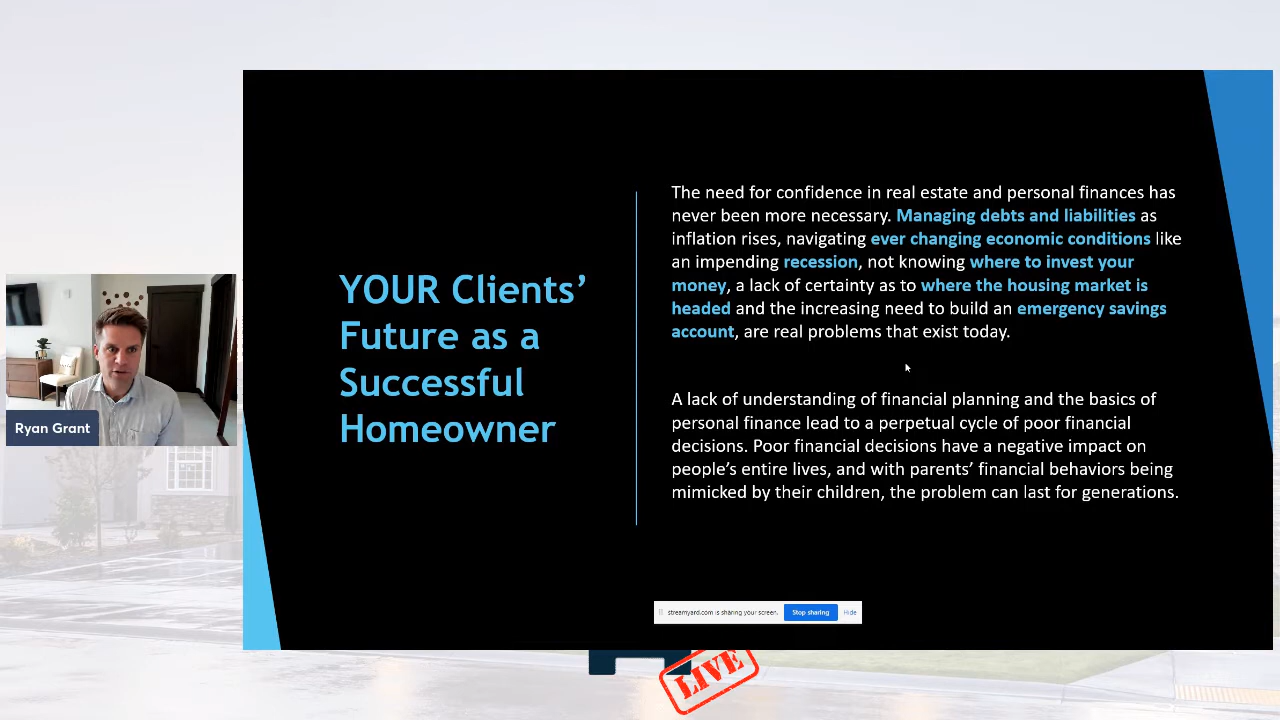 YOUR Clients’
Future as a
Successful
Homeowner
The need for confidence in real estate and personal finances has
never been more necessary. Managing debts and liabilities as
inflation rises, navigating ever changing economic conditions like
an impending recession, not knowing where to invest your
money, a lack of certainty as to where the housing market is
headed and the increasing need to build an emergency savings
account, are real problems that exist today.
A lack of understanding of financial planning and the basics of
personal finance lead to a perpetual cycle of poor financial
decisions. Poor financial decisions have a negative impact on
people’s entire lives, and with parents’ financial behaviors being
mimicked by their children, the problem can last for generations.
Ryan Grant
streamyard.com is sharing your screen. Stop sharing Hide
LIVE